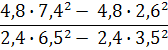 4,8 · 7,4² − 4,8 · 2,6²
2,4 · 6,5² − 2,4 · 3,5²